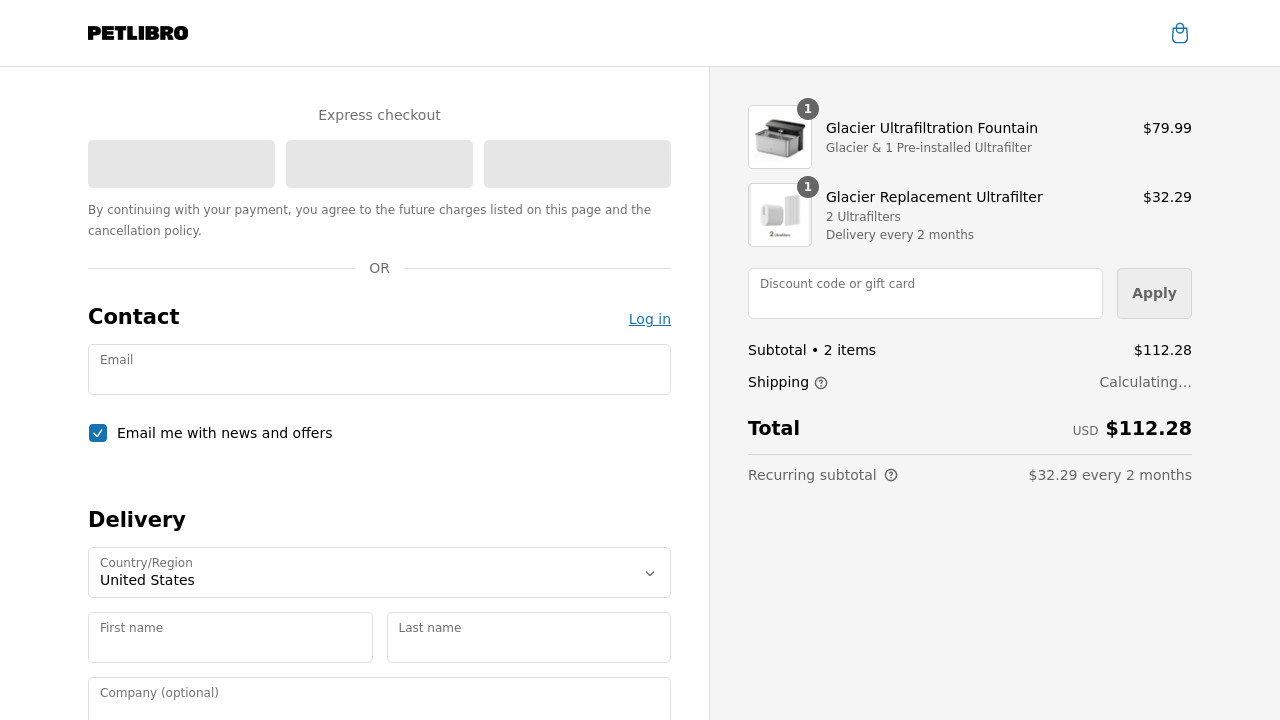 PETLIBRO
Express checkout
By continuing with your payment, you agree to the future charges listed on this page and the
cancellation policy.
OR
Contact
Log in
Email
Email me with news and offers
Delivery
Country/Region
United States
First name
Last name
Company (optional)
1
Glacier Ultrafiltration Fountain
$79.99
Glacier & 1 Pre-installed Ultrafilter
1
Glacier Replacement Ultrafilter
$32.29
2 Ultrafilters
Delivery every 2 months
2 Ultrafilters
Discount code or gift card
Apply
Subtotal • 2 items
$112.28
Shipping
Calculating...
Total
USD $112.28
Recurring subtotal
$32.29 every 2 months